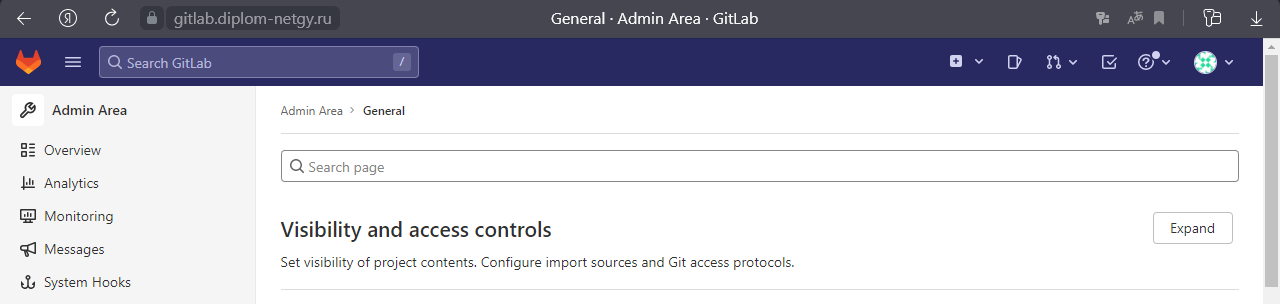 Я gitlab.diplom-netgy.ru General · Admin Area · GitLab
Search GitLab /
Admin Area
Overview
Analytics
Monitoring
Messages
System Hooks
Admin Area > General
Search page
Visibility and access controls Expand
Set visibility of project contents. Configure import sources and Git access protocols.